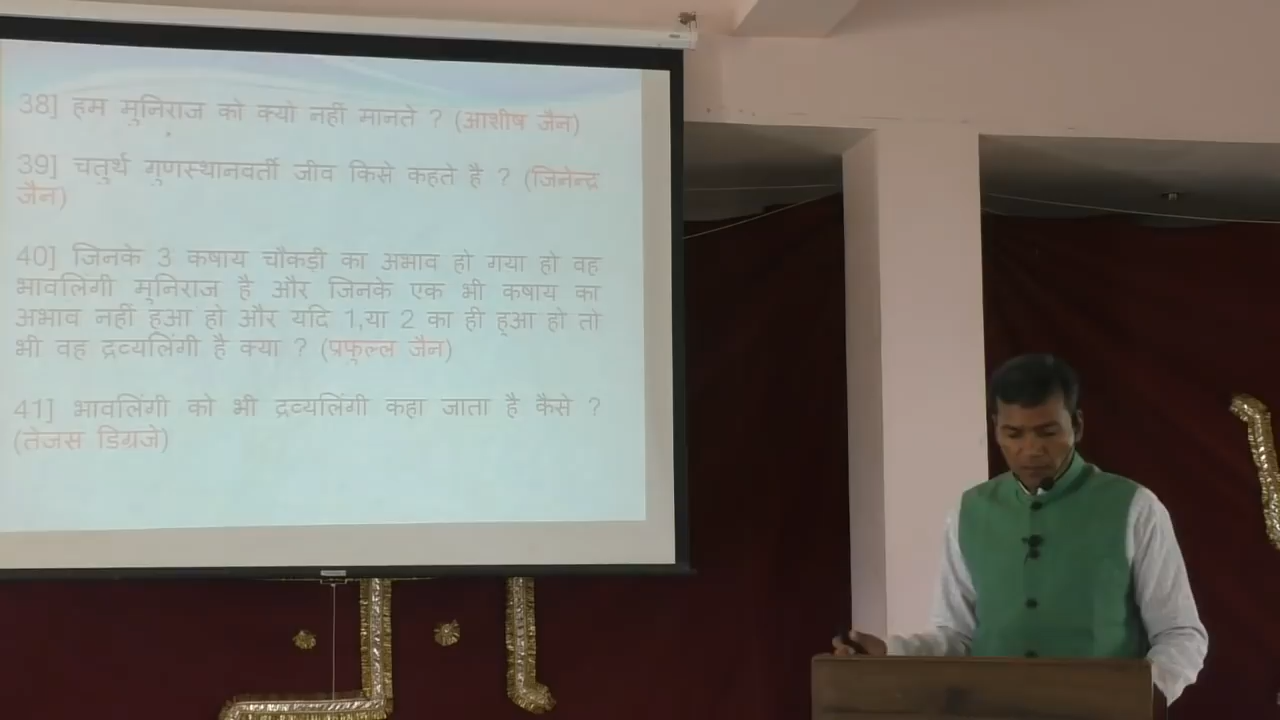 38] हम मुनिराज को क्यो नहीं मानते ? (आशीष जैन)
39] चतुर्थ गुणस्थानवर्ती जीव किसे कहते है ? (जिनेन्द्र
जैन)
40] जिनके 3 कषाय चौकड़ी का अभाव हो गया हो वह
भावलिंगी मुनिराज है और जिनके एक भी कषाय का
अभाव नहीं हुआ हो और यदि 1,या 2 का ही हुआ हो तो
भी वह द्रव्यलिंगी है क्या ? (प्रफुल्ल जैन)
41] भावलिंगी को भी द्रव्यलिंगी कहा जाता है कैसे ?
(तेजस डिग्रजे)